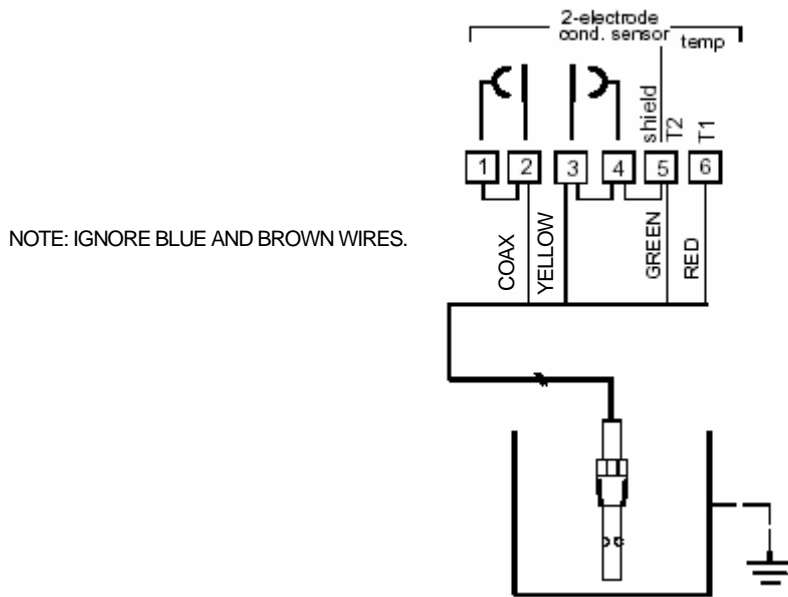 2-electrode
cond. sensor
temp
shield
T2
T1
1 2 3 4 5 6
NOTE: IGNORE BLUE AND BROWN WIRES.
COAX
YELLOW
GREEN
RED